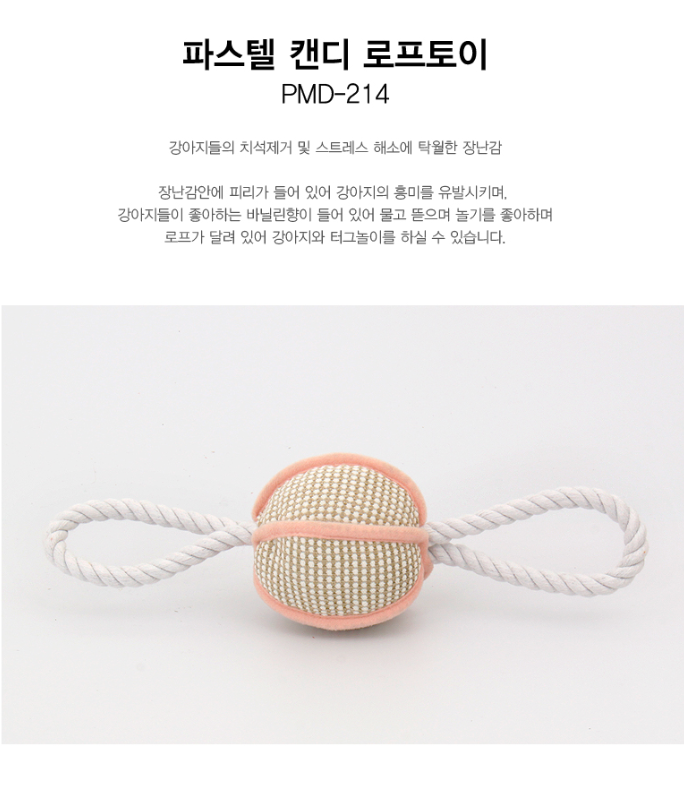 파스텔 캔디 로프토이
PMD-214
강아지들의 치석제거 및 스트레스 해소에 탁월한 장난감
장난감안에 피리가 들어 있어 강아지의 흥미를 유발시키며,
강아지들이 좋아하는 바닐린향이 들어 있어 물고 뜯으며 놀기를 좋아하며
로프가 달려 있어 강아지와 터그놀이를 하실 수 있습니다.